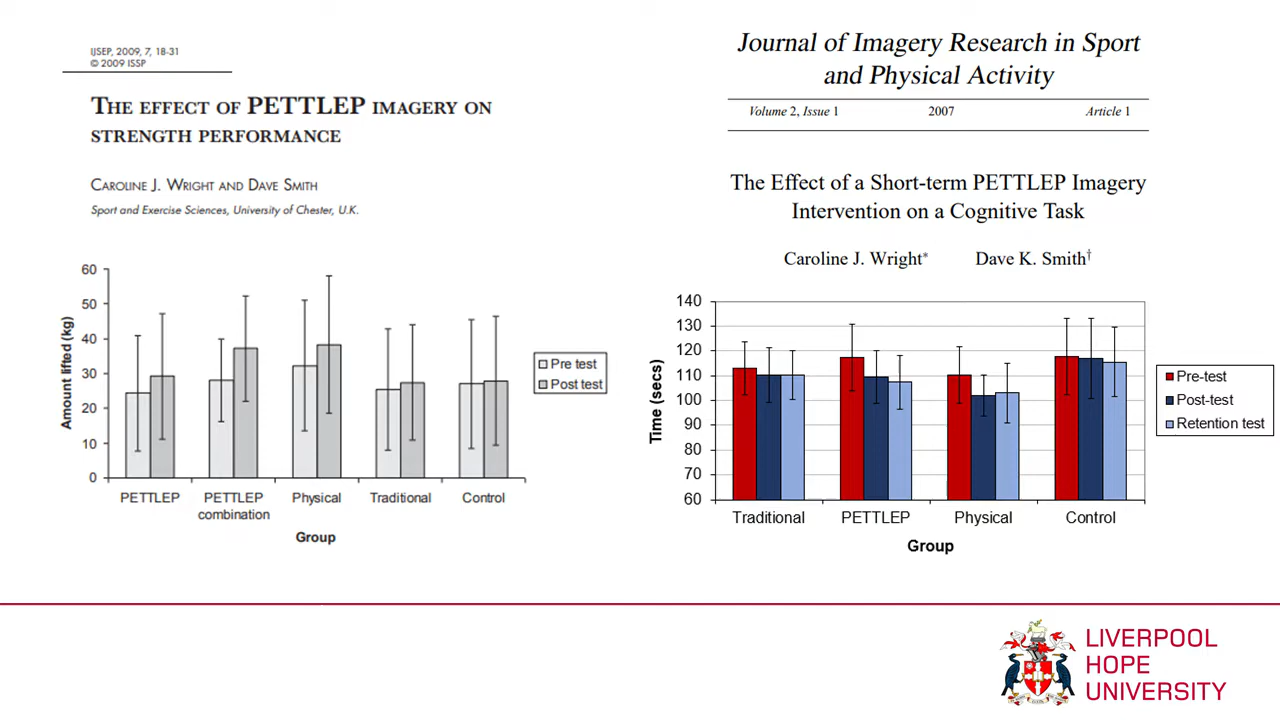 IJSEP, 2009, 7, 18-31
© 2009 ISSP
THE EFFECT OF PETTLEP IMAGERY ON
STRENGTH PERFORMANCE
CAROLINE J. WRIGHT AND DAVE SMITH
Sport and Exercise Sciences, University of Chester, U.K.
60
50
40
30
20
10
0
Amount lifted (kg)
PETTLEP
PETTLEP
combination
Physical
Traditional
Control
Group
Pre test
Post test
Journal of Imagery Research in Sport
and Physical Activity
Volume 2, Issue 1 2007 Article 1
The Effect of a Short-term PETTLEP Imagery
Intervention on a Cognitive Task
Caroline J. Wright* Dave K. Smith†
140
130
120
110
100
90
80
70
60
Time (secs)
Traditional
PETTLEP
Physical
Control
Group
Pre-test
Post-test
Retention test
LIVERPOOL
HOPE
UNIVERSITY